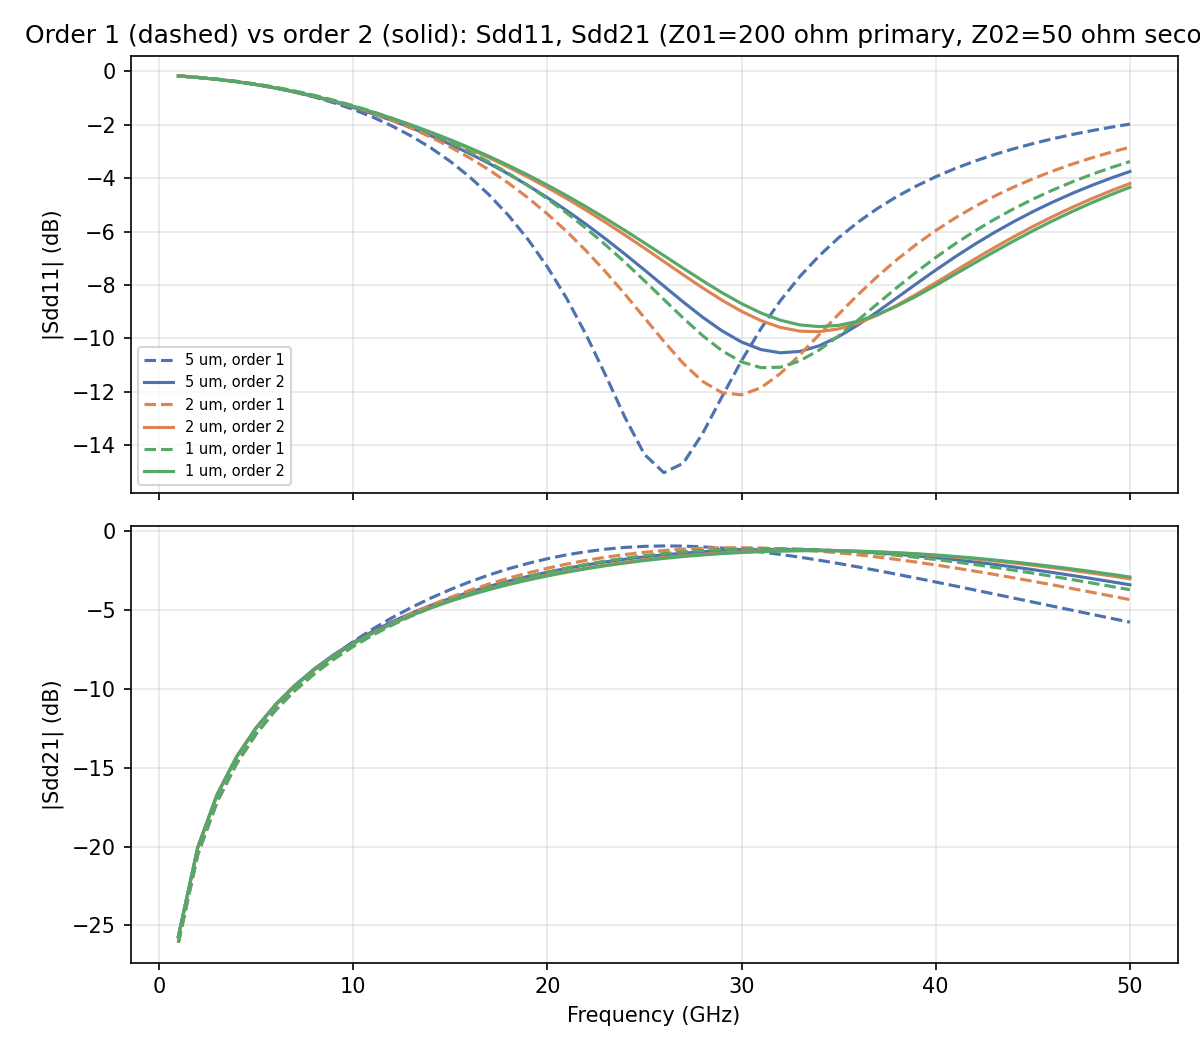 Order 1 (dashed) vs order 2 (solid): Sdd11, Sdd21 (Z01=200 ohm primary, Z02=50 ohm seco
0
−2
−4
−6
−8
−10
−12
−14
|Sdd11| (dB)
5 um, order 1
5 um, order 2
2 um, order 1
2 um, order 2
1 um, order 1
1 um, order 2
0
−5
−10
−15
−20
−25
|Sdd21| (dB)
0 10 20 30 40 50
Frequency (GHz)